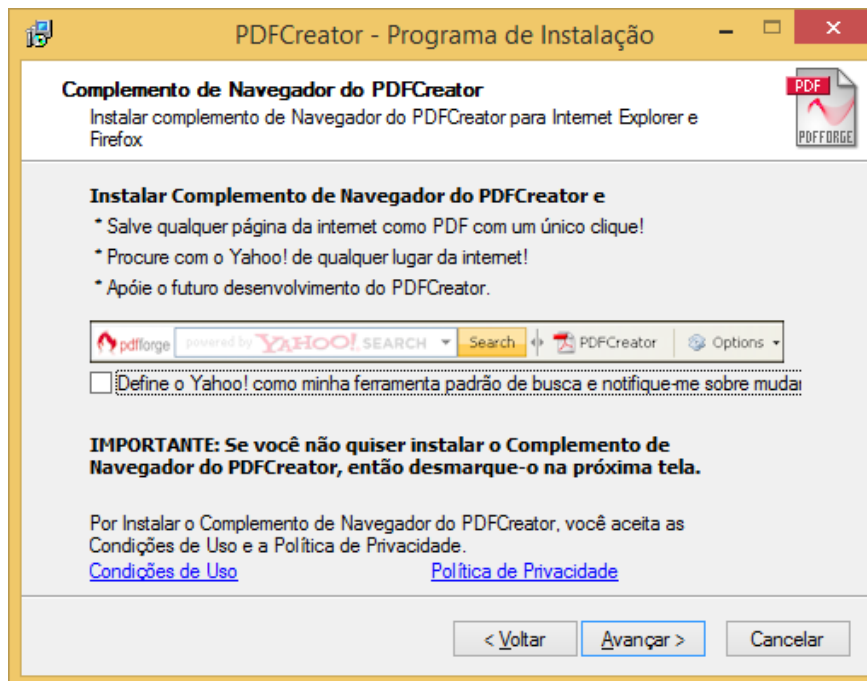 PDFCreator - Programa de Instalação
Complemento de Navegador do PDFCreator
Instalar complemento de Navegador do PDFCreator para Internet Explorer e
Firefox
PDF
PDFFORGE
Instalar Complemento de Navegador do PDFCreator e
* Salve qualquer página da internet como PDF com um único clique!
* Procure com o Yahoo! de qualquer lugar da internet!
* Apóie o futuro desenvolvimento do PDFCreator.
pdfforge powered by YAHOO! SEARCH Search PDFCreator Options
Define o Yahoo! como minha ferramenta padrão de busca e notifique-me sobre mudar
IMPORTANTE: Se você não quiser instalar o Complemento de
Navegador do PDFCreator, então desmarque-o na próxima tela.
Por Instalar o Complemento de Navegador do PDFCreator, você aceita as
Condições de Uso e a Política de Privacidade.
Condições de Uso Política de Privacidade
< Voltar Avançar > Cancelar